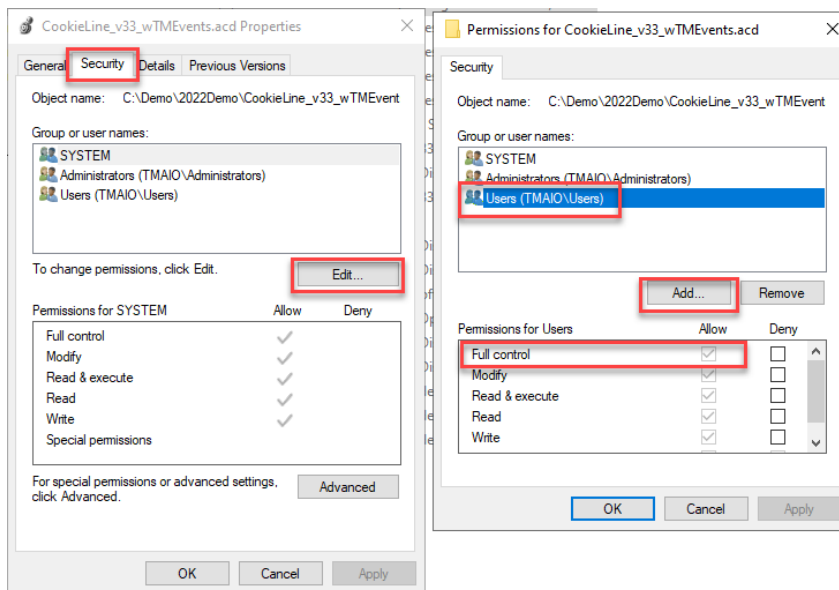 CookieLine_v33_wTMEvents.acd Properties
General Security Details Previous Versions
Object name: C:\Demo\2022Demo\CookieLine_v33_wTMEvent
Group or user names:
SYSTEM
Administrators (TMAIO\Administrators)
Users (TMAIO\Users)
To change permissions, click Edit.
Edit...
Permissions for SYSTEM Allow Deny
Full control
Modify
Read & execute
Read
Write
Special permissions
For special permissions or advanced settings,
click Advanced.
Advanced
OK Cancel Apply
Permissions for CookieLine_v33_wTMEvents.acd
Security
Object name: C:\Demo\2022Demo\CookieLine_v33_wTMEvent
Group or user names:
SYSTEM
Administrators (TMAIO\Administrators)
Users (TMAIO\Users)
Add... Remove
Permissions for Users Allow Deny
Full control
Modify
Read & execute
Read
Write
OK Cancel Apply